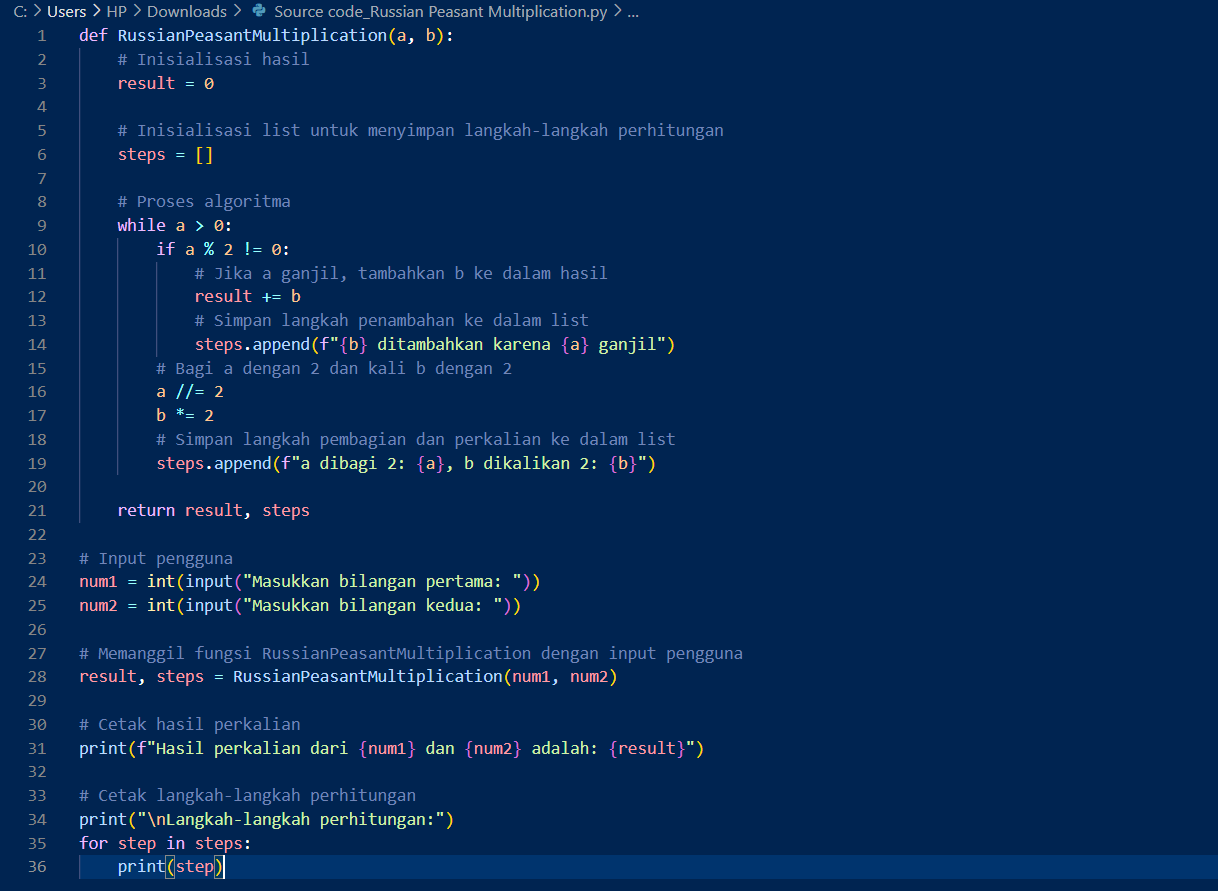 C: > Users > HP > Downloads > Source code_Russian Peasant Multiplication.py > ...
1 def RussianPeasantMultiplication(a, b):
2     # Inisialisasi hasil
3     result = 0
4
5     # Inisialisasi list untuk menyimpan langkah-langkah perhitungan
6     steps = []
7
8     # Proses algoritma
9     while a > 0:
10         if a % 2 != 0:
11             # Jika a ganjil, tambahkan b ke dalam hasil
12             result += b
13             # Simpan langkah penambahan ke dalam list
14             steps.append(f"{b} ditambahkan karena {a} ganjil")
15         # Bagi a dengan 2 dan kali b dengan 2
16         a //= 2
17         b *= 2
18         # Simpan langkah pembagian dan perkalian ke dalam list
19         steps.append(f"a dibagi 2: {a}, b dikalikan 2: {b}")
20
21     return result, steps
22
23 # Input pengguna
24 num1 = int(input("Masukkan bilangan pertama: "))
25 num2 = int(input("Masukkan bilangan kedua: "))
26
27 # Memanggil fungsi RussianPeasantMultiplication dengan input pengguna
28 result, steps = RussianPeasantMultiplication(num1, num2)
29
30 # Cetak hasil perkalian
31 print(f"Hasil perkalian dari {num1} dan {num2} adalah: {result}")
32
33 # Cetak langkah-langkah perhitungan
34 print("\nLangkah-langkah perhitungan:")
35 for step in steps:
36     print(step)